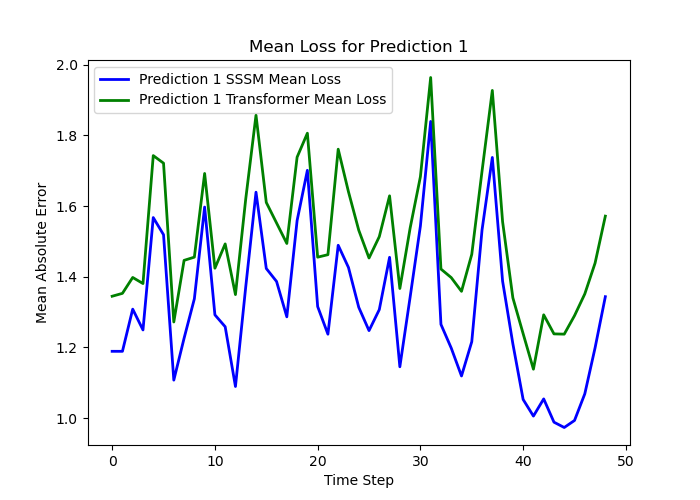 Mean Loss for Prediction 1
Prediction 1 SSSM Mean Loss
Prediction 1 Transformer Mean Loss
Mean Absolute Error
2.0
1.8
1.6
1.4
1.2
1.0
0 10 20 30 40 50
Time Step